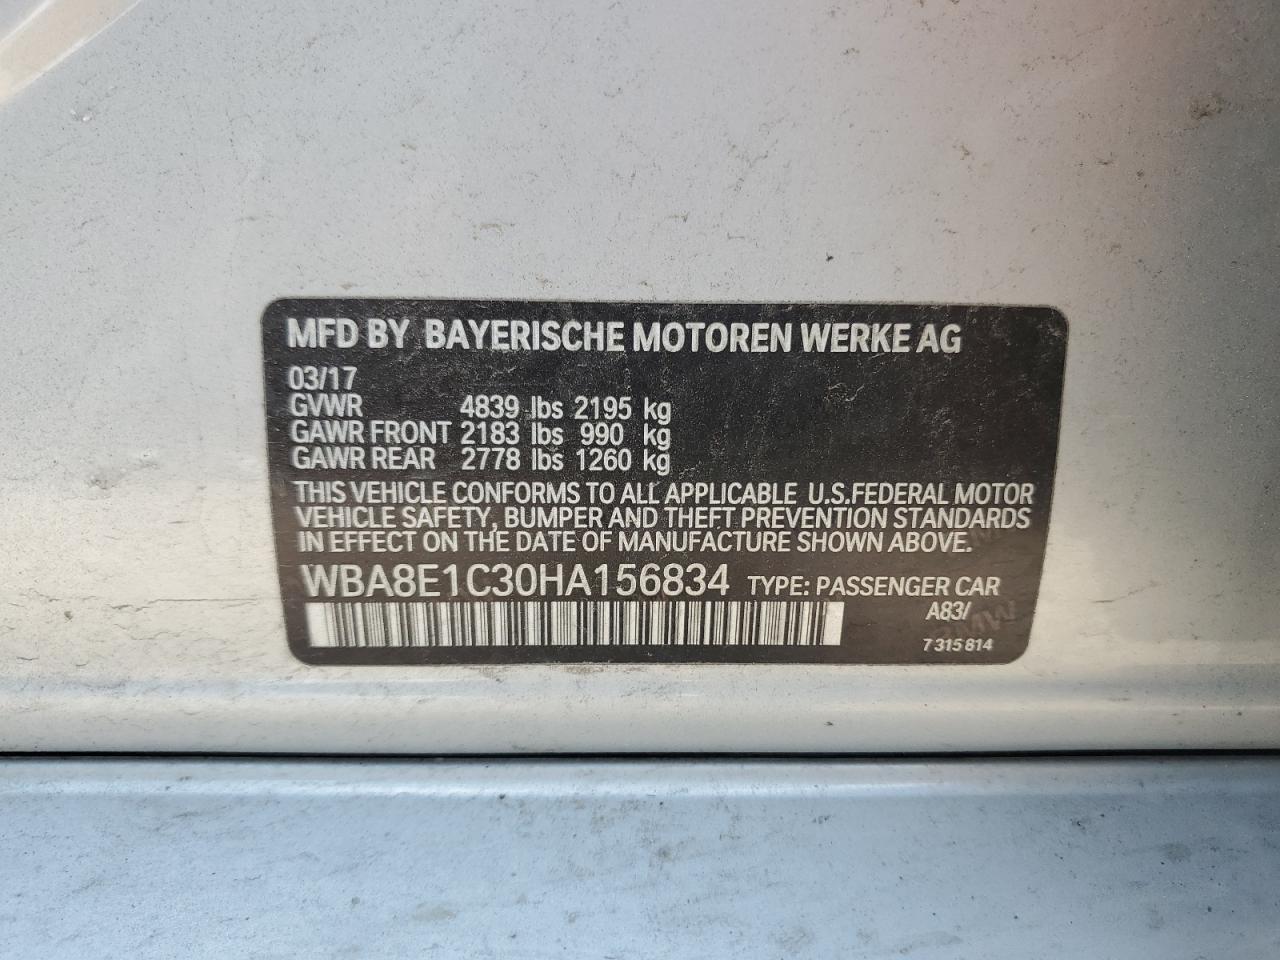 MFD BY BAYERISCHE MOTOREN WERKE AG
03/17
GVWR 4839 lbs 2195 kg
GAWR FRONT 2183 lbs 990 kg
GAWR REAR 2778 lbs 1260 kg
THIS VEHICLE CONFORMS TO ALL APPLICABLE U.S.FEDERAL MOTOR
VEHICLE SAFETY, BUMPER AND THEFT PREVENTION STANDARDS
IN EFFECT ON THE DATE OF MANUFACTURE SHOWN ABOVE.
WBA8E1C30HA156834 TYPE: PASSENGER CAR
A83/
7 315 814